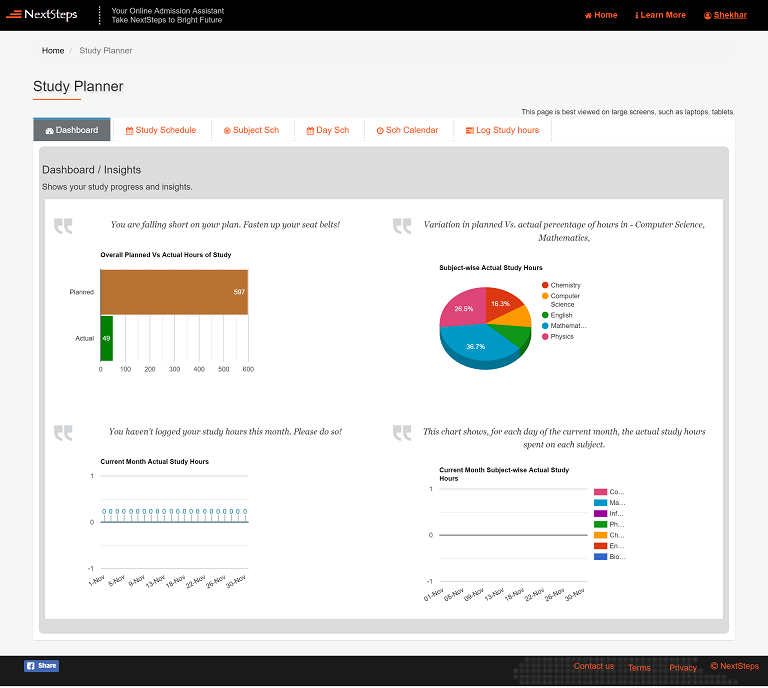 NextSteps
Your Online Admission Assistant
Take NextSteps to Bright Future
Home
Learn More
Shekhar
Home / Study Planner
Study Planner
This page is best viewed on large screens, such as laptops, tablets.
Dashboard
Study Schedule
Subject Sch
Day Sch
Sch Calendar
Log Study hours
Dashboard / Insights
Shows your study progress and insights.
You are falling short on your plan. Fasten up your seat belts!
Overall Planned Vs Actual Hours of Study
Planned
597
Actual
49
0 100 200 300 400 500 600
Variation in planned Vs. actual percentage of hours in - Computer Science,
Mathematics,
Subject-wise Actual Study Hours
26.5%
16.3%
36.7%
Chemistry
Computer
Science
English
Mathemat...
Physics
You haven't logged your study hours this month. Please do so!
Current Month Actual Study Hours
1
0 0 0 0 0 0 0 0 0 0 0 0 0 0 0 0 0 0 0 0 0 0
0
-1
1-Nov 5-Nov 9-Nov 13-Nov 18-Nov 22-Nov 26-Nov 30-Nov
This chart shows, for each day of the current month, the actual study hours
spent on each subject.
Current Month Subject-wise Actual Study
Hours
1
0
-1
01-Nov 05-Nov 09-Nov 13-Nov 18-Nov 22-Nov 26-Nov 30-Nov
Co...
Ma...
Inf...
Ph...
Ch...
En...
Bio...
Share
Contact us
Terms
Privacy
© NextSteps